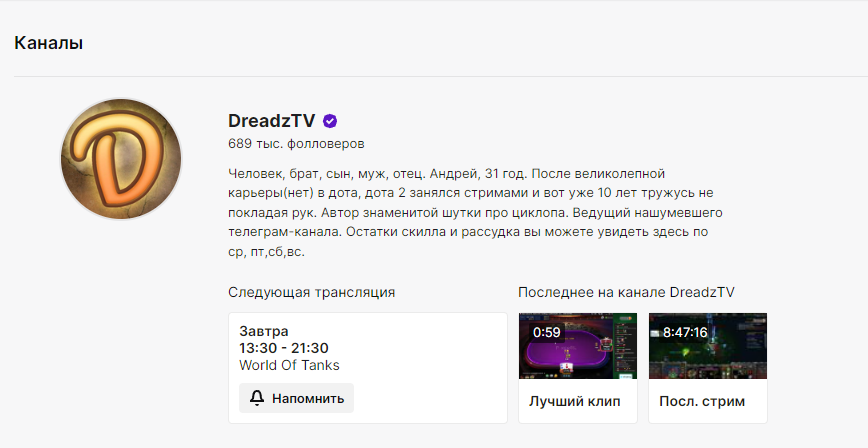 Каналы
D
DreadzTV
689 тыс. фолловеров
Человек, брат, сын, муж, отец. Андрей, 31 год. После великолепной
карьеры(нет) в дота, дота 2 занялся стримами и вот уже 10 лет тружусь не
покладая рук. Автор знаменитой шутки про циклопа. Ведущий нашумевшего
телеграм-канала. Остатки скилла и рассудка вы можете увидеть здесь по
ср, пт,сб,вс.
Следующая трансляция
Завтра
13:30 - 21:30
World Of Tanks
Напомнить
Последнее на канале DreadzTV
0:59
8:47:16
Лучший клип
Посл. стрим